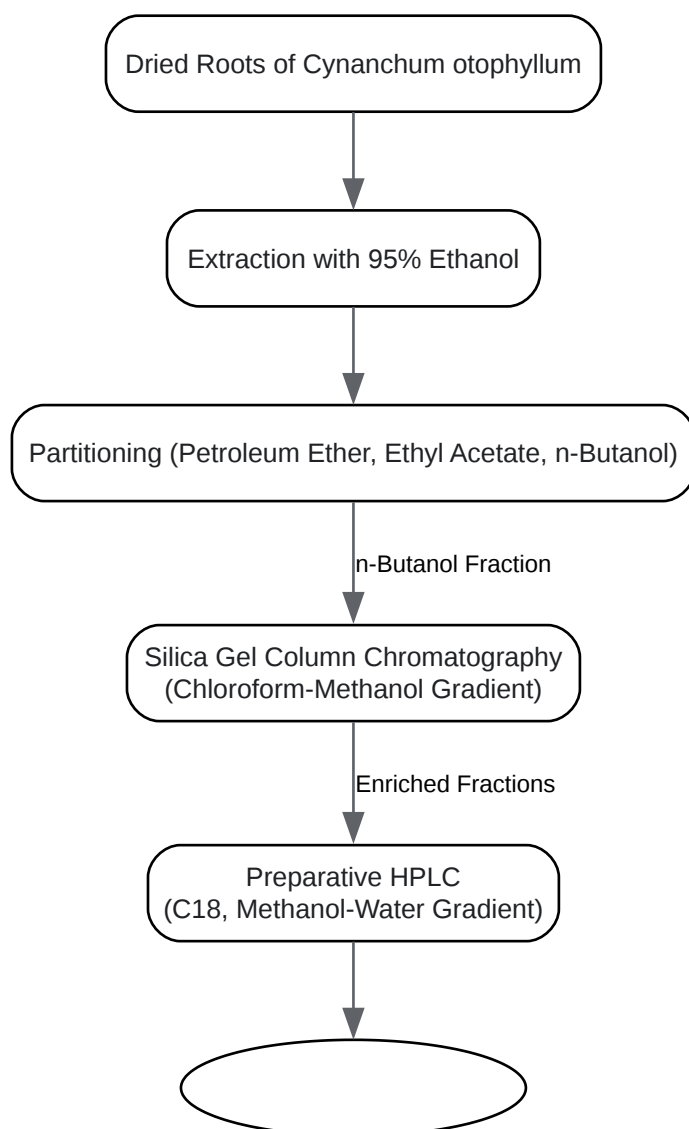 Dried Roots of Cynanchum otophyllum
Extraction with 95% Ethanol
Partitioning (Petroleum Ether, Ethyl Acetate, n-Butanol)
n-Butanol Fraction
Silica Gel Column Chromatography
(Chloroform-Methanol Gradient)
Enriched Fractions
Preparative HPLC
(C18, Methanol-Water Gradient)